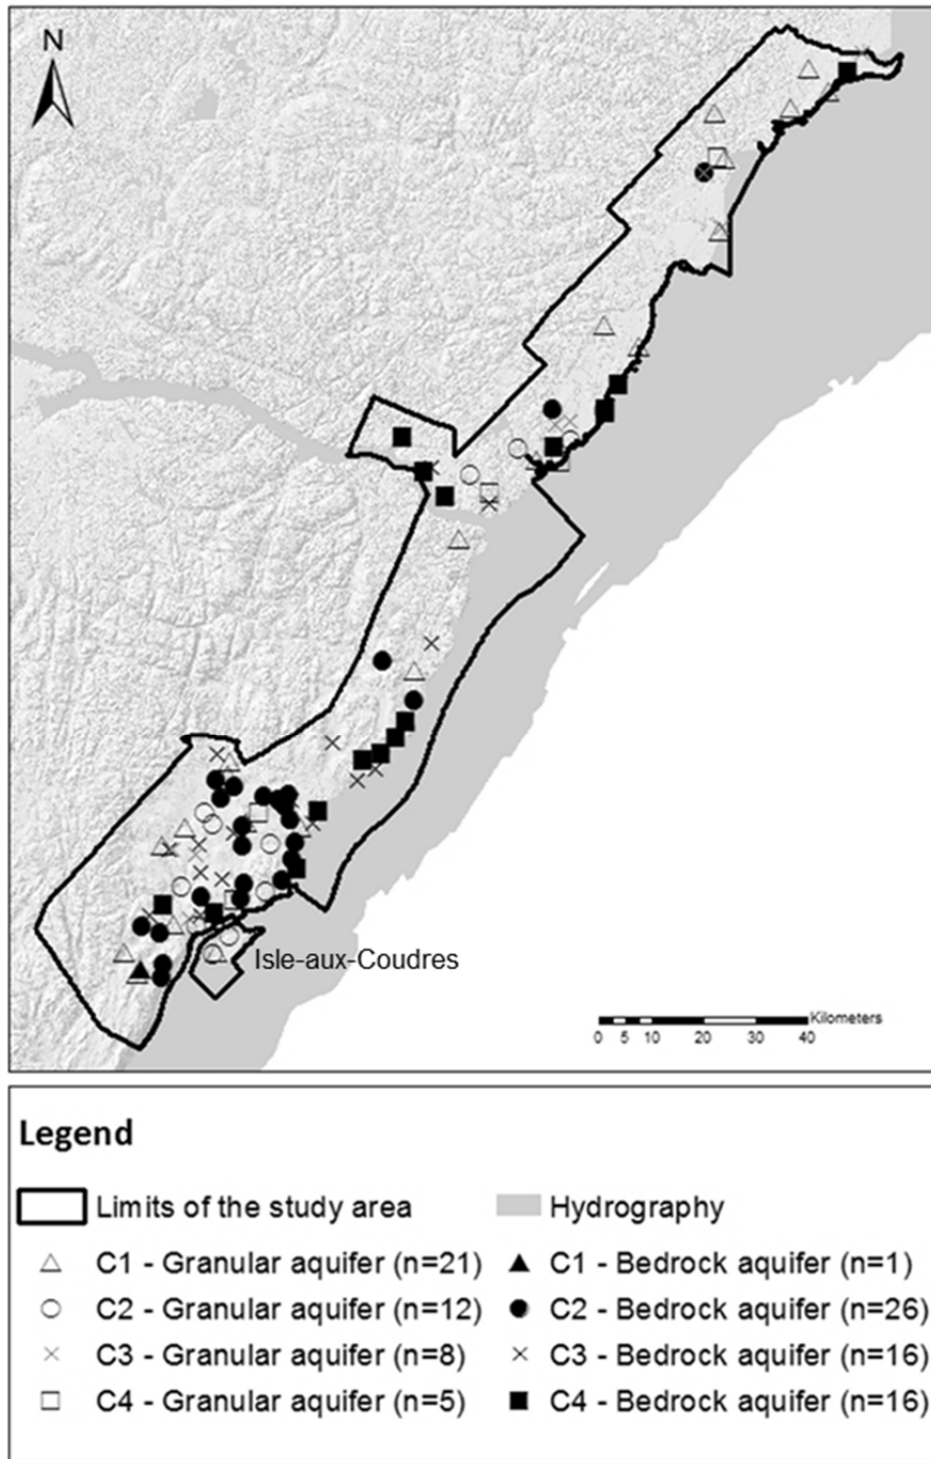 N
Isle-aux-Coudres
Kilometers
0 5 10 20 30 40
Legend
Limits of the study area
Hydrography
C1 - Granular aquifer (n=21)
C1 - Bedrock aquifer (n=1)
C2 - Granular aquifer (n=12)
C2 - Bedrock aquifer (n=26)
C3 - Granular aquifer (n=8)
C3 - Bedrock aquifer (n=16)
C4 - Granular aquifer (n=5)
C4 - Bedrock aquifer (n=16)